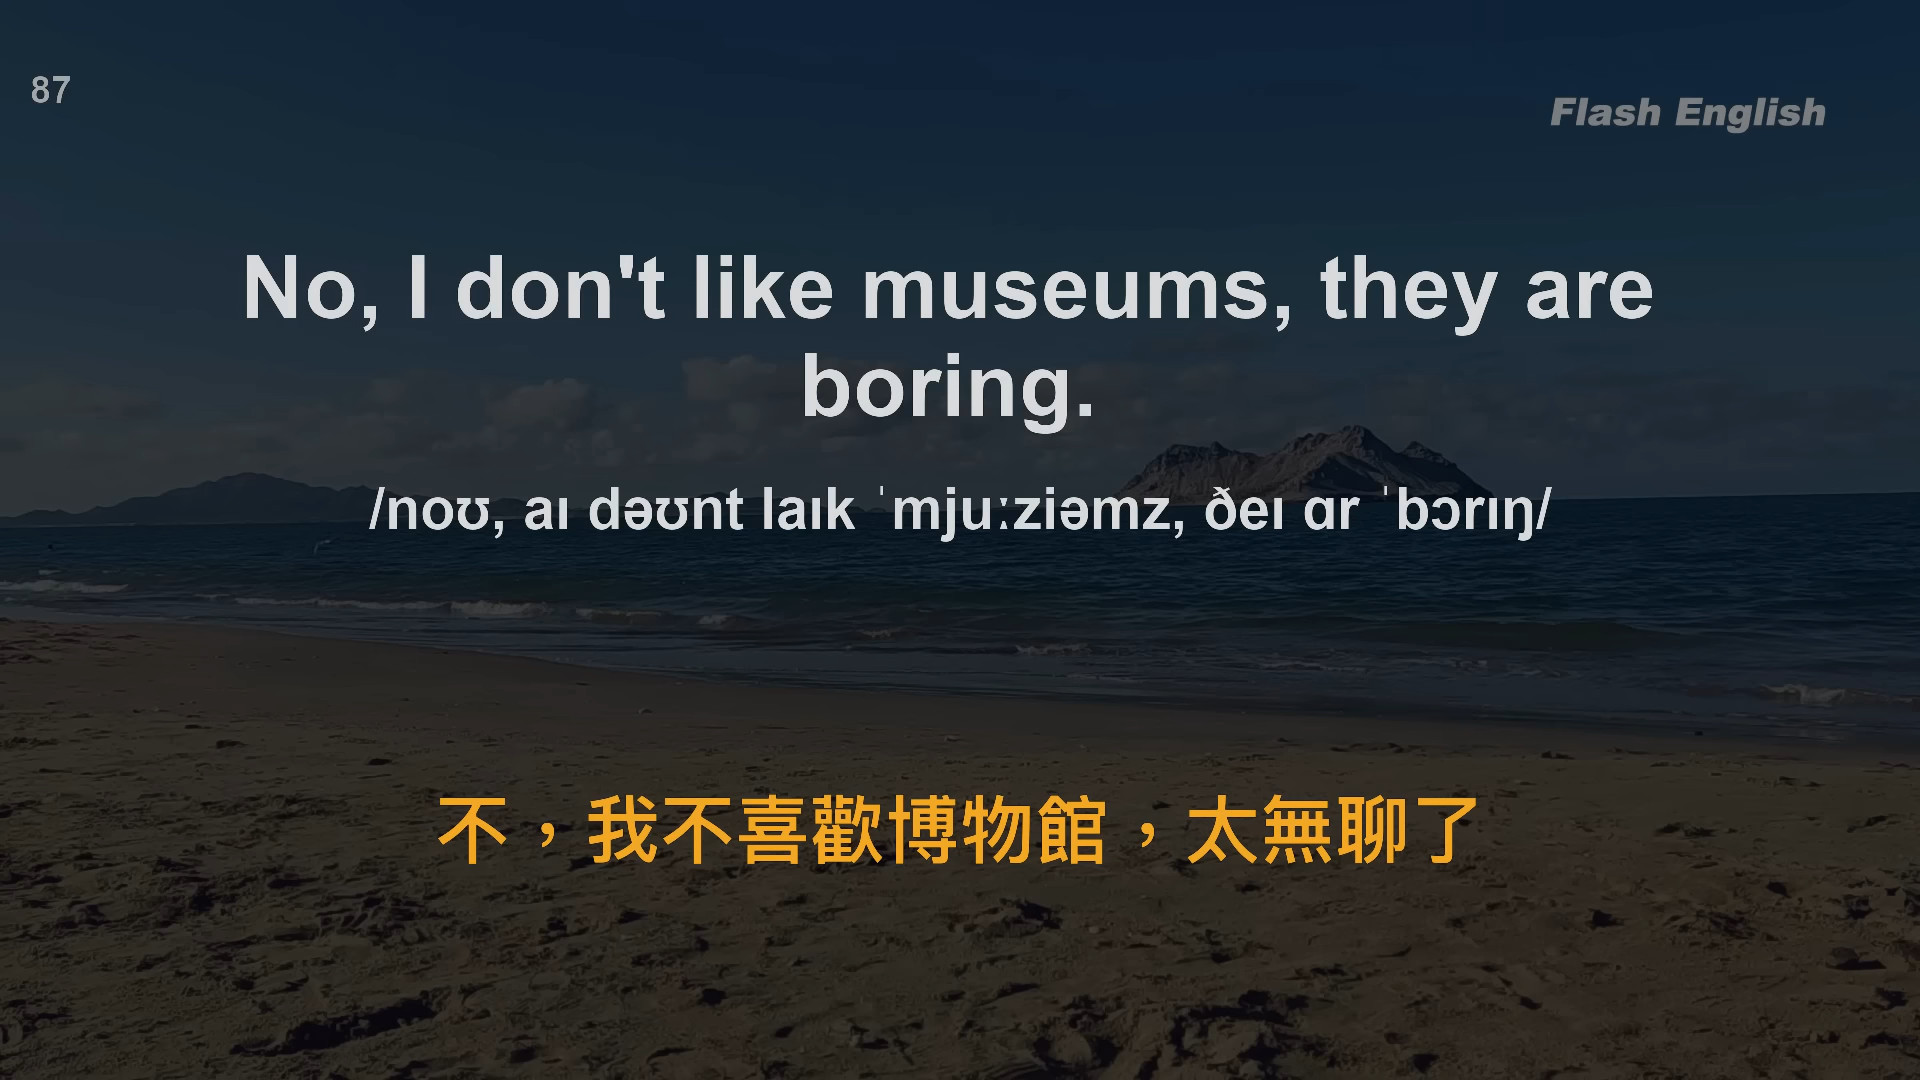 87
Flash English
No, I don't like museums, they are
boring.
/noʊ, aɪ dəʊnt laɪk ˈmjuːziəmz, ðeɪ ɑr ˈbɔrɪŋ/
不，我不喜歡博物館，太無聊了